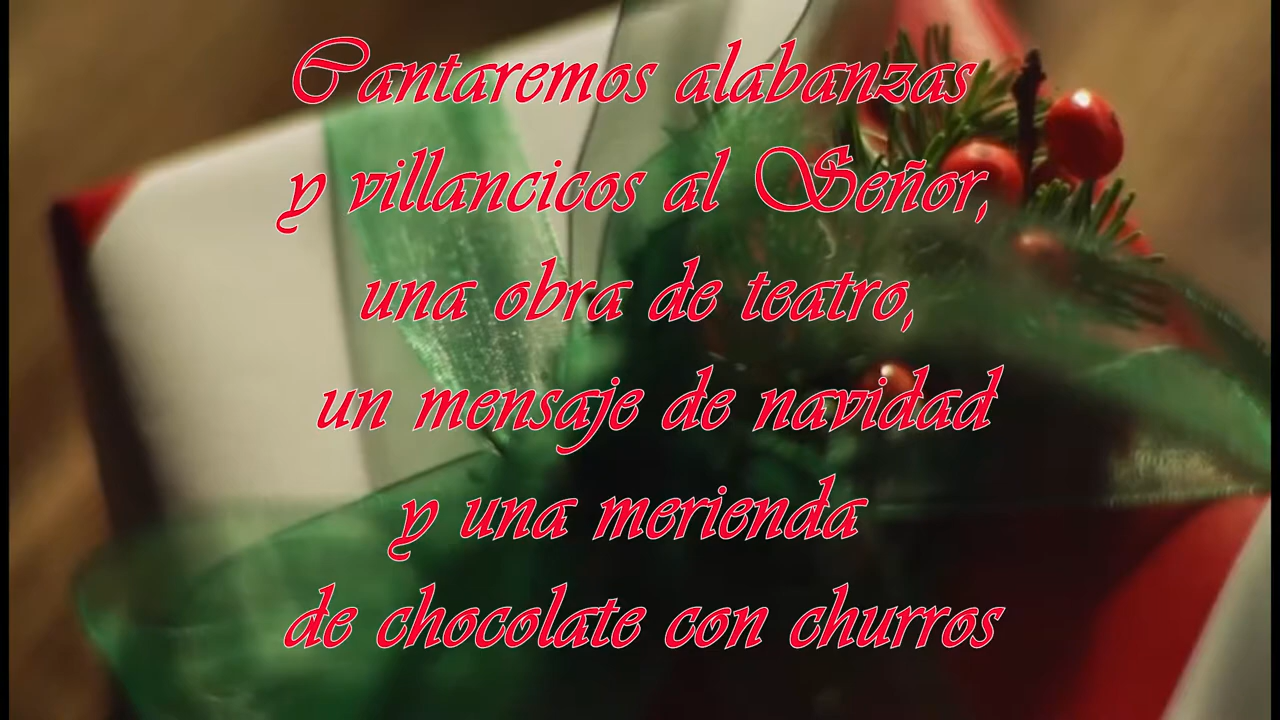 Cantaremos alabanzas
y villancicos al Señor,
una obra de teatro,
un mensaje de navidad
y una merienda
de chocolate con churros